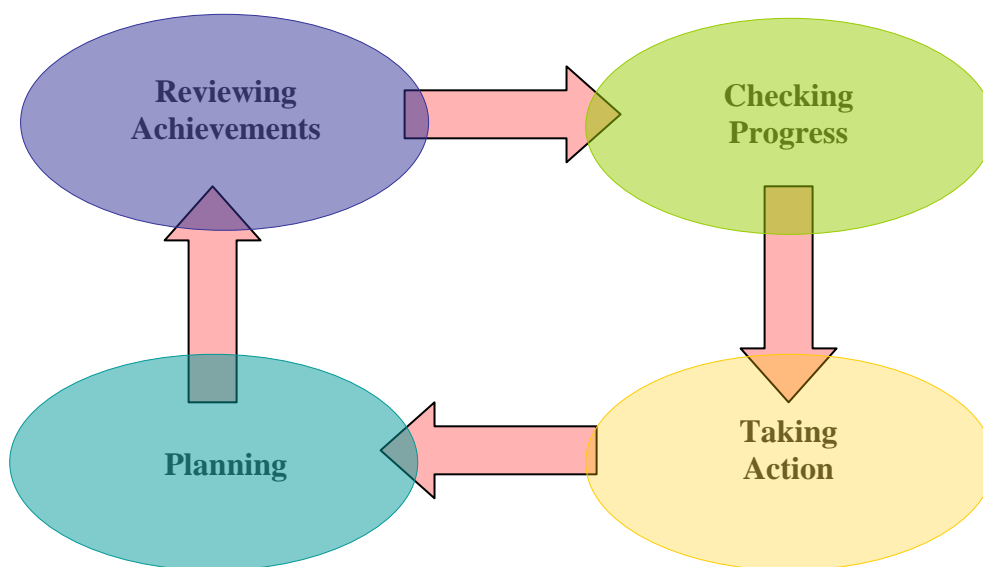 Reviewing
Achievements
Checking
Progress
Planning
Taking
Action